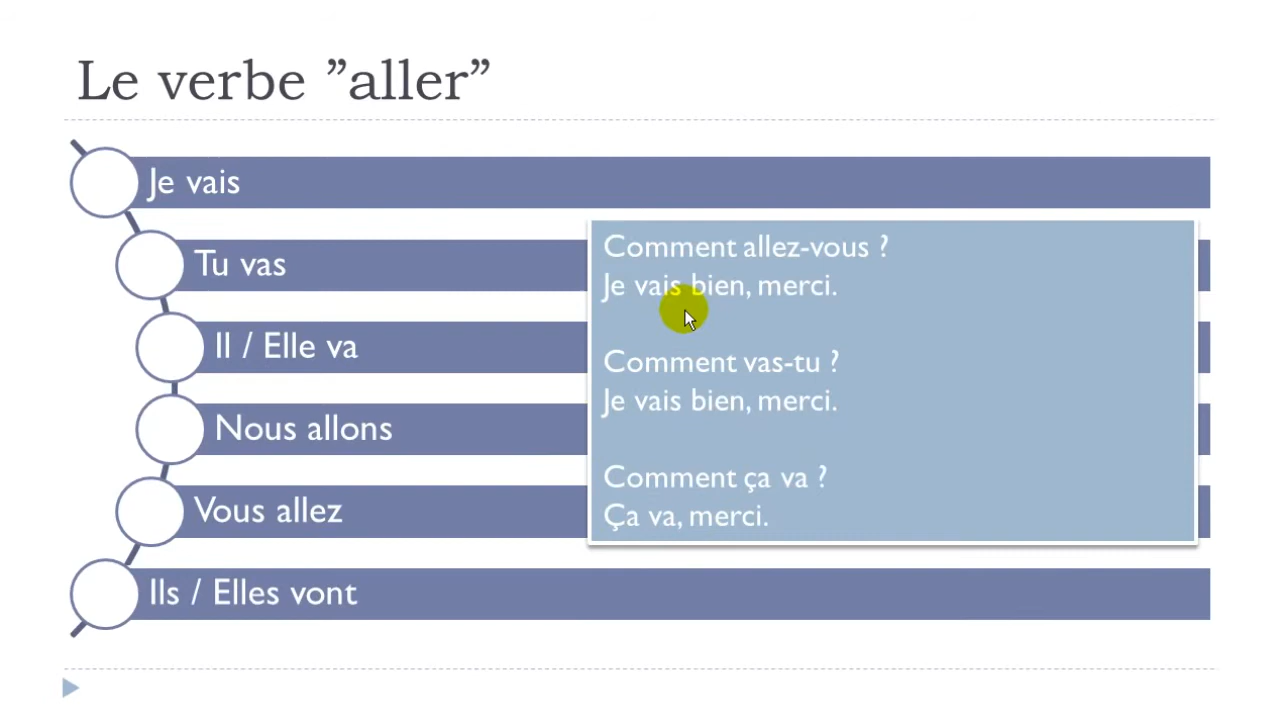 Le verbe ”aller”
Je vais
Tu vas
Il / Elle va
Nous allons
Vous allez
Ils / Elles vont
Comment allez-vous ?
Je vais bien, merci.
Comment vas-tu ?
Je vais bien, merci.
Comment ça va ?
Ça va, merci.